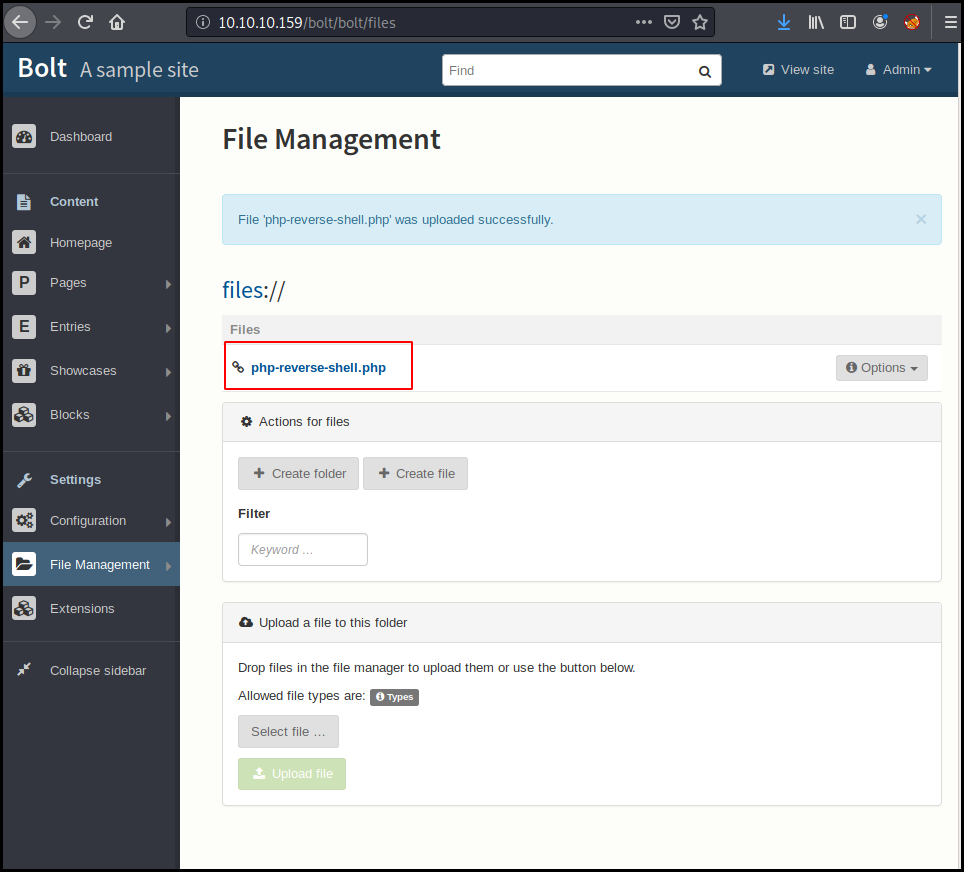 10.10.10.159/bolt/bolt/files
Bolt A sample site
Find
View site
Admin
Dashboard
Content
Homepage
P Pages
E Entries
Showcases
Blocks
Settings
Configuration
File Management
Extensions
Collapse sidebar
File Management
File 'php-reverse-shell.php' was uploaded successfully.
files://
Files
php-reverse-shell.php
Options
Actions for files
Create folder
Create file
Filter
Keyword ...
Upload a file to this folder
Drop files in the file manager to upload them or use the button below.
Allowed file types are: Types
Select file ...
Upload file